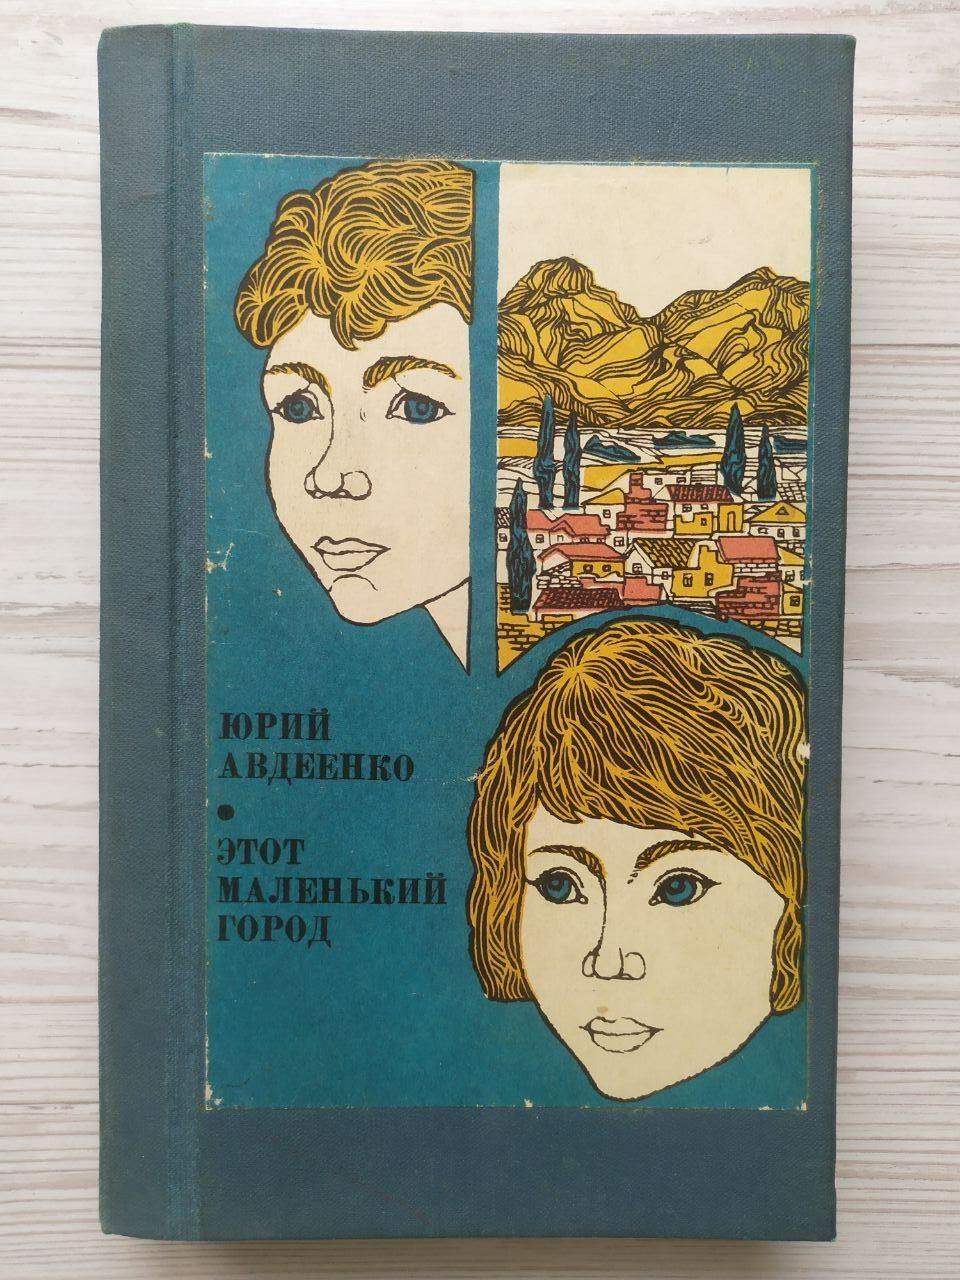 ЮРИЙ
АВДЕЕНКО
•
ЭТОТ
МАЛЕНЬКИЙ
ГОРОД